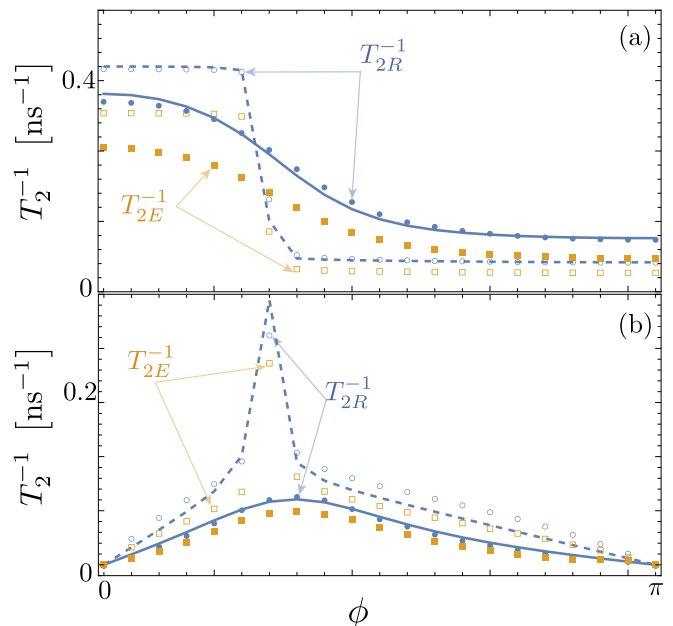 (a)
T_{2R}^{-1}
0.4
T_2^{-1} [ns^{-1}]
T_{2E}^{-1}
0
(b)
T_{2E}^{-1}
T_{2R}^{-1}
0.2
T_2^{-1} [ns^{-1}]
0
0 π
ϕ